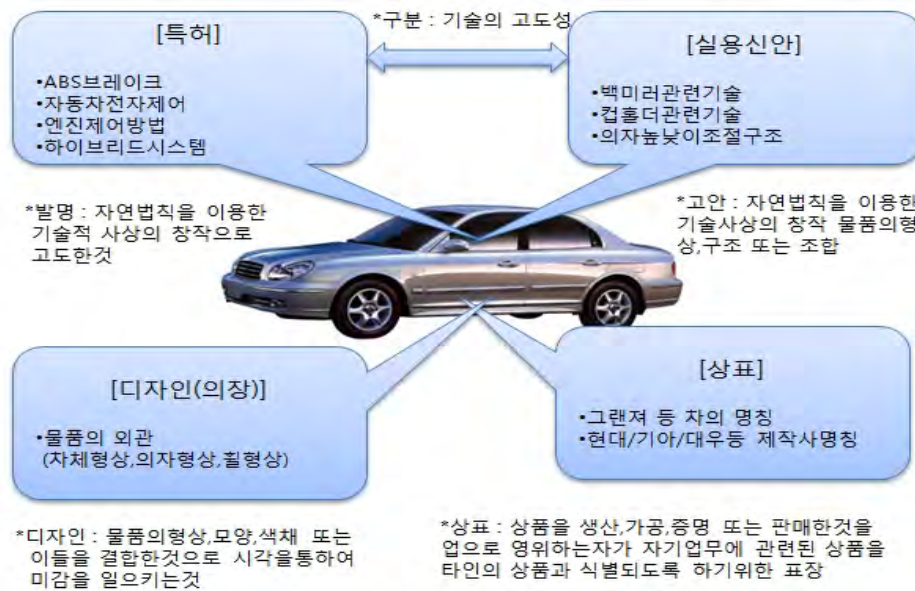 *구분 : 기술의 고도성
[특허]
•ABS브레이크
•자동차전자제어
•엔진제어방법
•하이브리드시스템
[실용신안]
•백미러관련기술
•컵홀더관련기술
•의자높낮이조절구조
*발명 : 자연법칙을 이용한
기술적 사상의 창작으로
고도한것
*고안 : 자연법칙을 이용한
기술사상의 창작 물품의형
상,구조 또는 조합
[디자인(의장)]
•물품의 외관
(차체형상,의자형상,휠형상)
[상표]
•그랜져 등 차의 명칭
•현대/기아/대우등 제작사명칭
*디자인 : 물품의형상,모양,색채 또는
이들을 결합한것으로 시각을통하여
미감을 일으키는것
*상표 : 상품을 생산,가공,증명 또는 판매한것을
업으로 영위하는자가 자기업무에 관련된 상품을
타인의 상품과 식별되도록 하기위한 표장